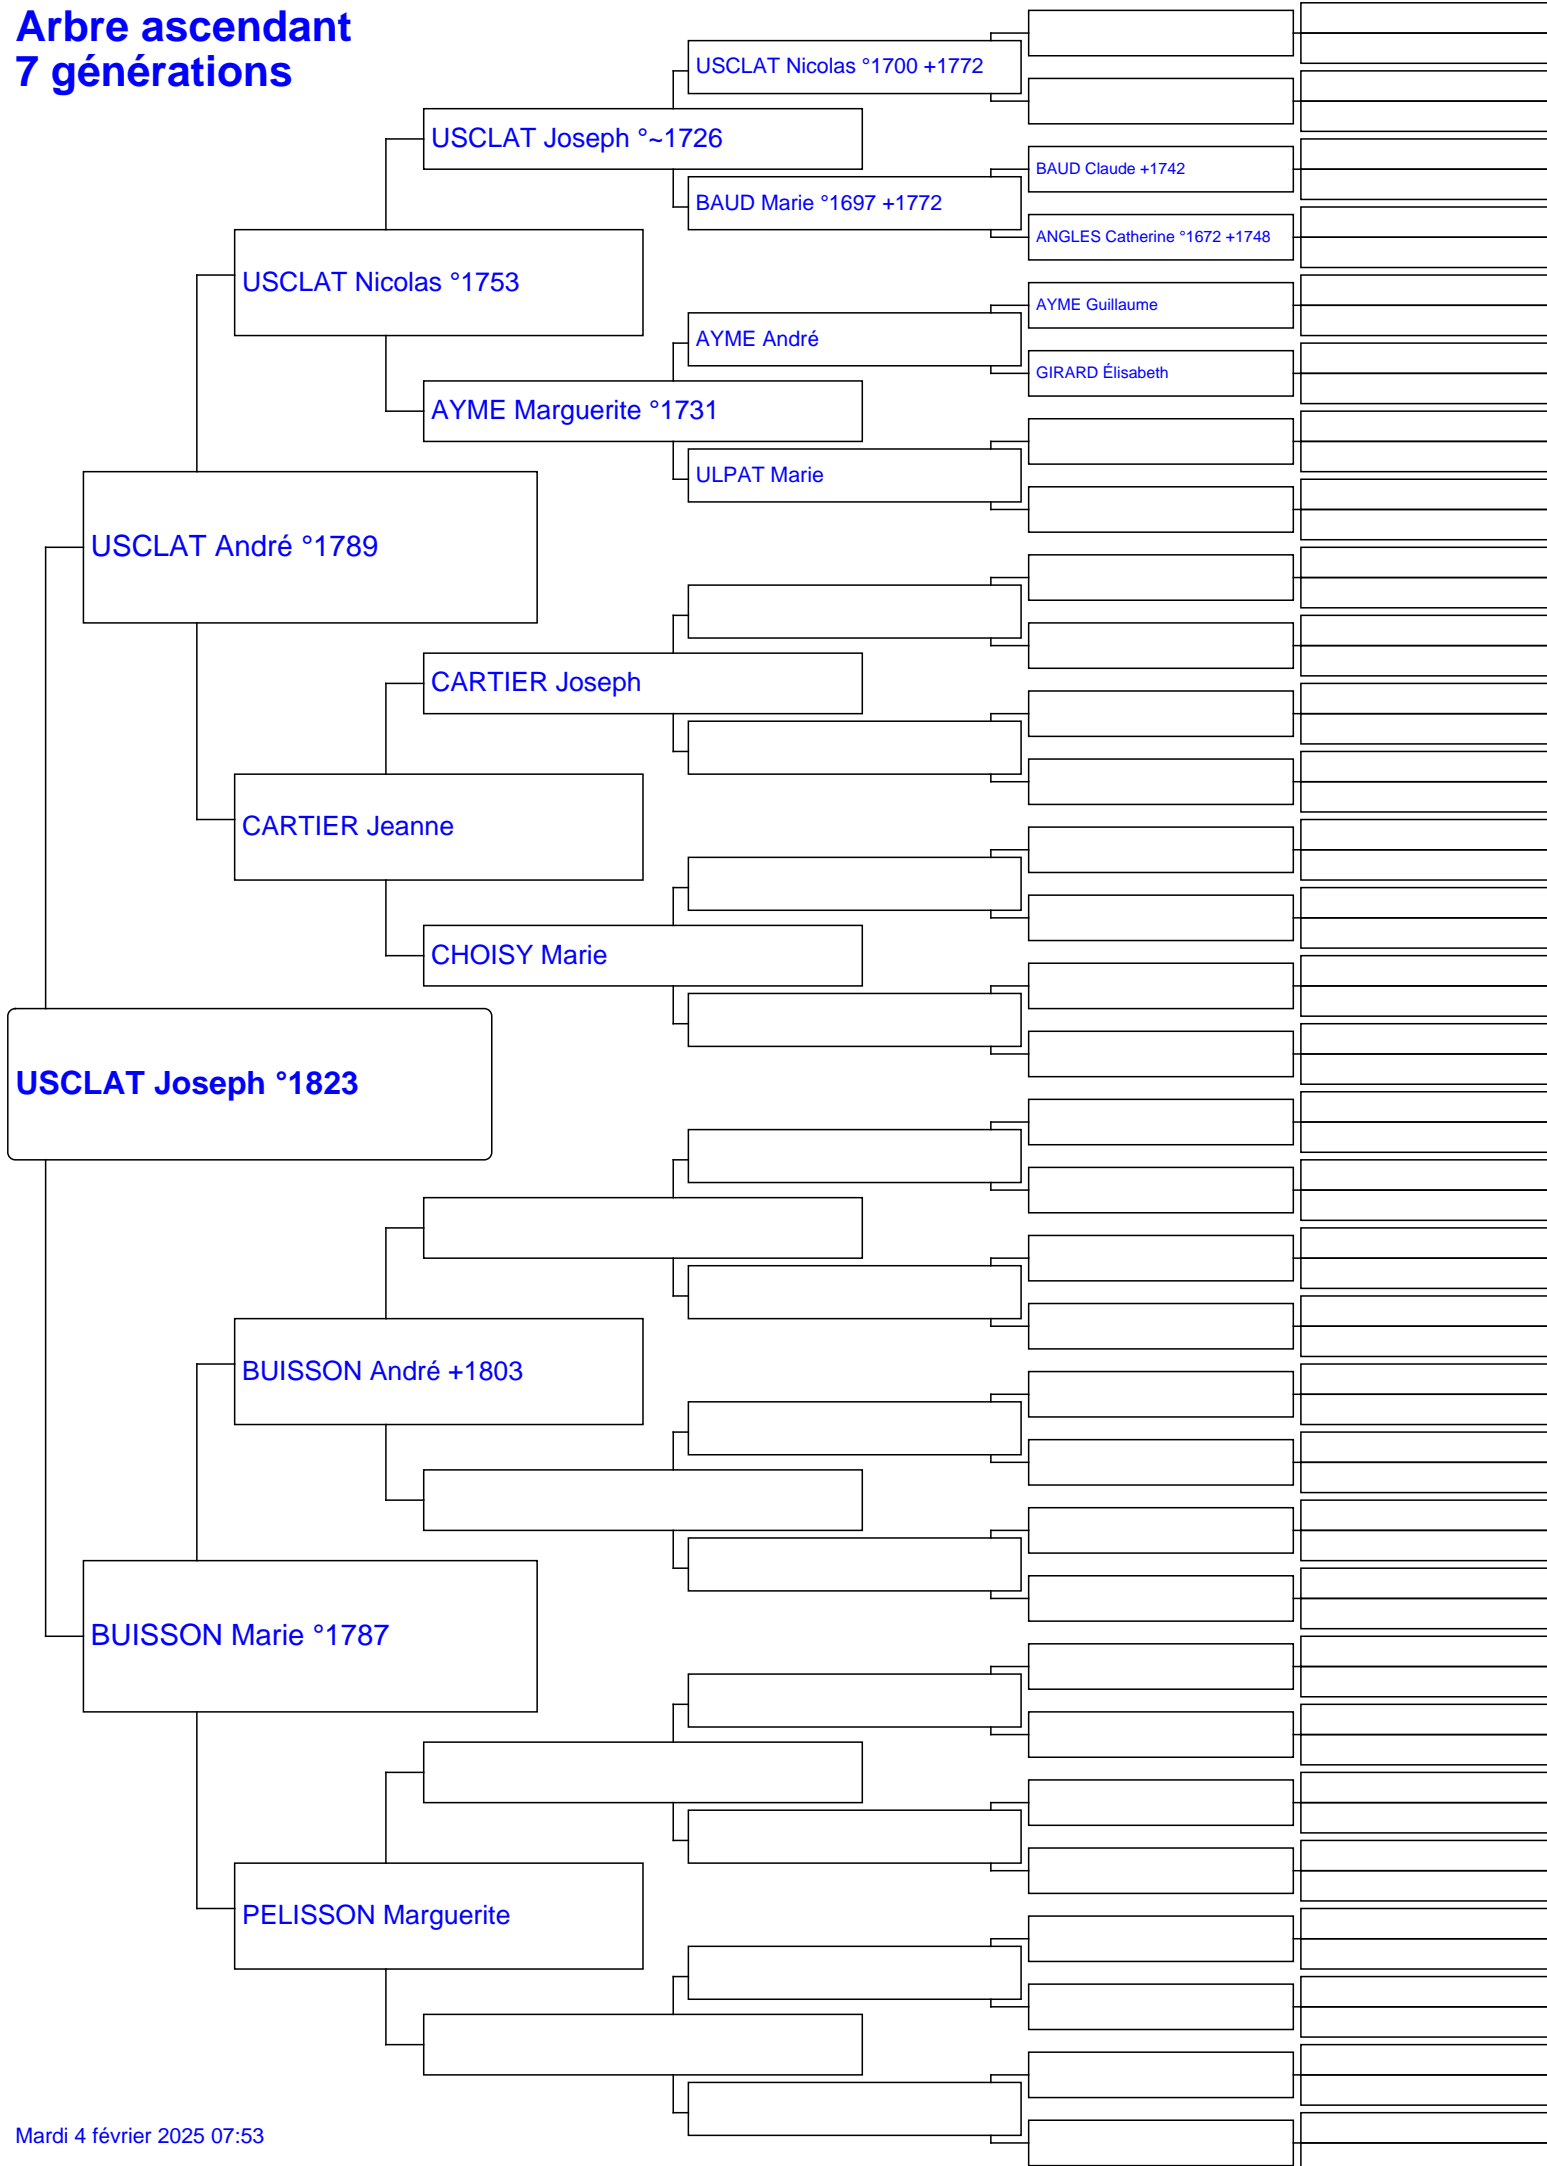 Arbre ascendant
7 générations
USCLAT Nicolas °1700 +1772
USCLAT Joseph °~1726
BAUD Claude +1742
BAUD Marie °1697 +1772
ANGLES Catherine °1672 +1748
USCLAT Nicolas °1753
AYME Guillaume
AYME André
GIRARD Élisabeth
AYME Marguerite °1731
ULPAT Marie
USCLAT André °1789
CARTIER Joseph
CARTIER Jeanne
CHOISY Marie
USCLAT Joseph °1823
BUISSON André +1803
BUISSON Marie °1787
PELISSON Marguerite
Mardi 4 février 2025 07:53